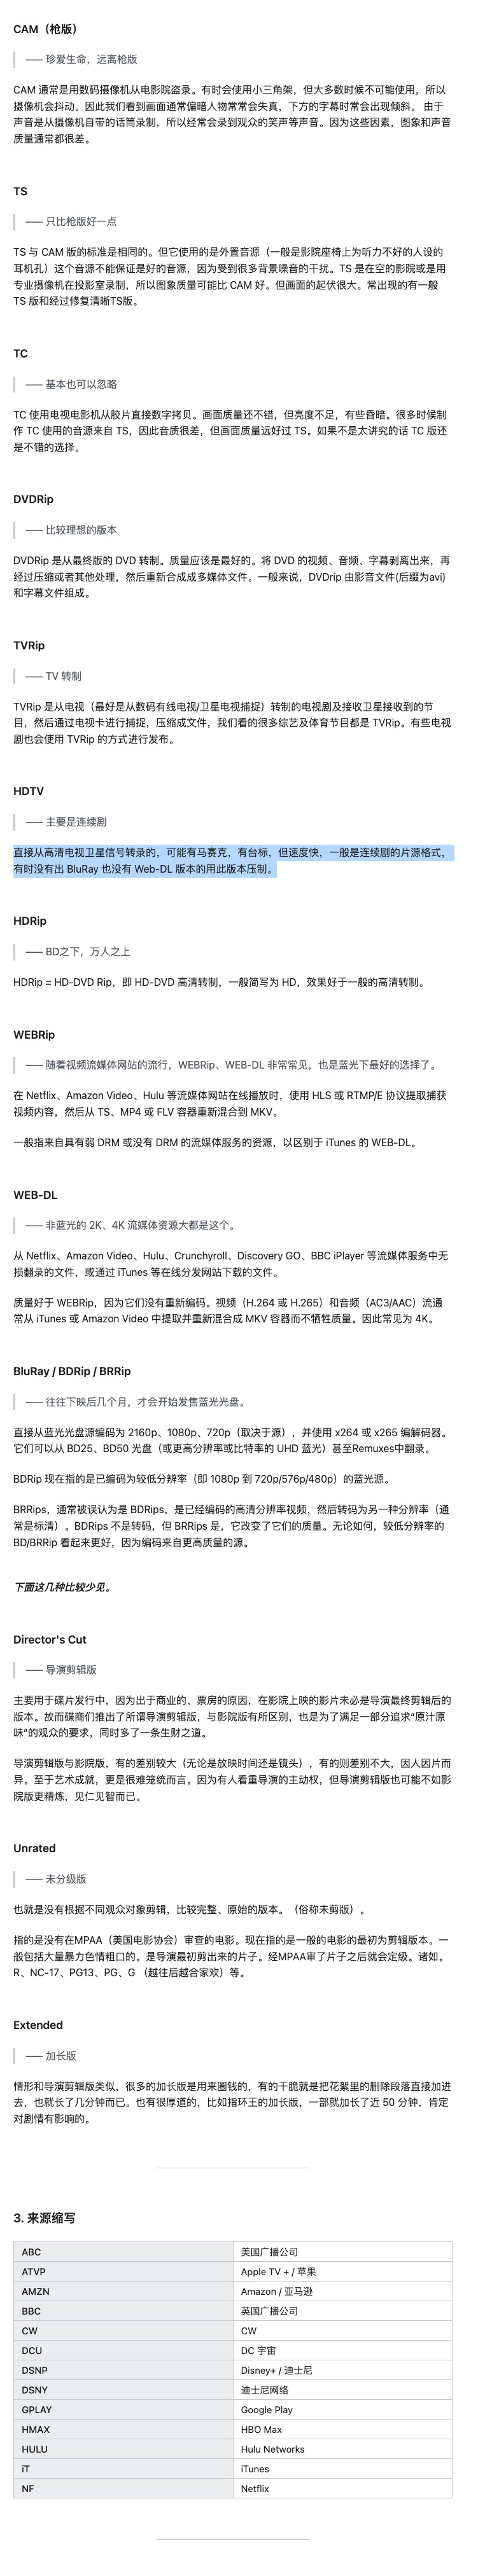 CAM（枪版）
—— 珍爱生命，远离枪版
CAM 通常是用数码摄像机从电影院盗录。有时会使用小三角架，但大多数时候不可能使用，所以
摄像机会抖动。因此我们看到画面通常偏暗人物常常会失真，下方的字幕时常会出现倾斜。 由于
声音是从摄像机自带的话筒录制，所以经常会录到观众的笑声等声音。因为这些因素，图象和声音
质量通常都很差。
TS
—— 只比枪版好一点
TS 与 CAM 版的标准是相同的。但它使用的是外置音源（一般是影院座椅上为听力不好的人设的
耳机孔）这个音源不能保证是好的音源，因为受到很多背景噪音的干扰。TS 是在空的影院或是用
专业摄像机在投影室录制，所以图象质量可能比 CAM 好。但画面的起伏很大。常出现的有一般
TS 版和经过修复清晰TS版。
TC
—— 基本也可以忽略
TC 使用电视电影机从胶片直接数字拷贝。画面质量还不错，但亮度不足，有些昏暗。很多时候制
作 TC 使用的音源来自 TS，因此音质很差，但画面质量远好过 TS。如果不是太讲究的话 TC 版还
是不错的选择。
DVDRip
—— 比较理想的版本
DVDRip 是从最终版的 DVD 转制。质量应该是最好的。将 DVD 的视频、音频、字幕剥离出来，再
经过压缩或者其他处理，然后重新合成成多媒体文件。一般来说，DVDrip 由影音文件(后缀为avi)
和字幕文件组成。
TVRip
—— TV 转制
TVRip 是从电视（最好是从数码有线电视/卫星电视捕捉）转制的电视剧及接收卫星接收到的节
目，然后通过电视卡进行捕捉，压缩成文件，我们看的很多综艺及体育节目都是 TVRip。有些电视
剧也会使用 TVRip 的方式进行发布。
HDTV
—— 主要是连续剧
直接从高清电视卫星信号转录的，可能有马赛克，有台标，但速度快，一般是连续剧的片源格式，
有时没有出 BluRay 也没有 Web-DL 版本的用此版本压制。
HDRip
—— BD之下，万人之上
HDRip = HD-DVD Rip，即 HD-DVD 高清转制，一般简写为 HD，效果好于一般的高清转制。
WEBRip
—— 随着视频流媒体网站的流行，WEBRip、WEB-DL 非常常见，也是蓝光下最好的选择了。
在 Netflix、Amazon Video、Hulu 等流媒体网站在线播放时，使用 HLS 或 RTMP/E 协议提取捕获
视频内容，然后从 TS、MP4 或 FLV 容器重新混合到 MKV。
一般指来自具有弱 DRM 或没有 DRM 的流媒体服务的资源，以区别于 iTunes 的 WEB-DL。
WEB-DL
—— 非蓝光的 2K、4K 流媒体资源大都是这个。
从 Netflix、Amazon Video、Hulu、Crunchyroll、Discovery GO、BBC iPlayer 等流媒体服务中无
损翻录的文件，或通过 iTunes 等在线分发网站下载的文件。
质量好于 WEBRip，因为它们没有重新编码。视频（H.264 或 H.265）和音频（AC3/AAC）流通
常从 iTunes 或 Amazon Video 中提取并重新混合成 MKV 容器而不牺牲质量。因此常见为 4K。
BluRay / BDRip / BRRip
—— 往往下映后几个月，才会开始发售蓝光光盘。
直接从蓝光光盘源编码为 2160p、1080p、720p（取决于源），并使用 x264 或 x265 编解码器。
它们可以从 BD25、BD50 光盘（或更高分辨率或比特率的 UHD 蓝光）甚至Remuxes中翻录。
BDRip 现在指的是已编码为较低分辨率（即 1080p 到 720p/576p/480p）的蓝光源。
BRRips，通常被误认为是 BDRips，是已经编码的高清分辨率视频，然后转码为另一种分辨率（通
常是标清）。BDRips 不是转码，但 BRRips 是，它改变了它们的质量。无论如何，较低分辨率的
BD/BRRip 看起来更好，因为编码来自更高质量的源。
下面这几种比较少见。
Director's Cut
—— 导演剪辑版
主要用于碟片发行中，因为出于商业的、票房的原因，在影院上映的影片未必是导演最终剪辑后的
版本。故而碟商们推出了所谓导演剪辑版，与影院版有所区别，也是为了满足一部分追求“原汁原
味”的观众的要求，同时多了一条生财之道。
导演剪辑版与影院版，有的差别较大（无论是放映时间还是镜头），有的则差别不大，因人因片而
异。至于艺术成就，更是很难笼统而言。因为有人看重导演的主动权，但导演剪辑版也可能不如影
院版更精炼，见仁见智而已。
Unrated
—— 未分级版
也就是没有根据不同观众对象剪辑，比较完整、原始的版本。（俗称未剪版）。
指的是没有在MPAA（美国电影协会）审查的电影。现在指的是一般的电影的最初为剪辑版本。一
般包括大量暴力色情粗口的。是导演最初剪出来的片子。经MPAA审了片子之后就会定级。诸如。
R、NC-17、PG13、PG、G （越往后越合家欢）等。
Extended
—— 加长版
情形和导演剪辑版类似，很多的加长版是用来圈钱的，有的干脆就是把花絮里的删除段落直接加进
去，也就长了几分钟而已。也有很厚道的，比如指环王的加长版，一部就加长了近 50 分钟，肯定
对剧情有影响的。
3. 来源缩写
ABC 美国广播公司
ATVP Apple TV + / 苹果
AMZN Amazon / 亚马逊
BBC 英国广播公司
CW CW
DCU DC 宇宙
DSNP Disney+ / 迪士尼
DSNY 迪士尼网络
GPLAY Google Play
HMAX HBO Max
HULU Hulu Networks
iT iTunes
NF Netflix